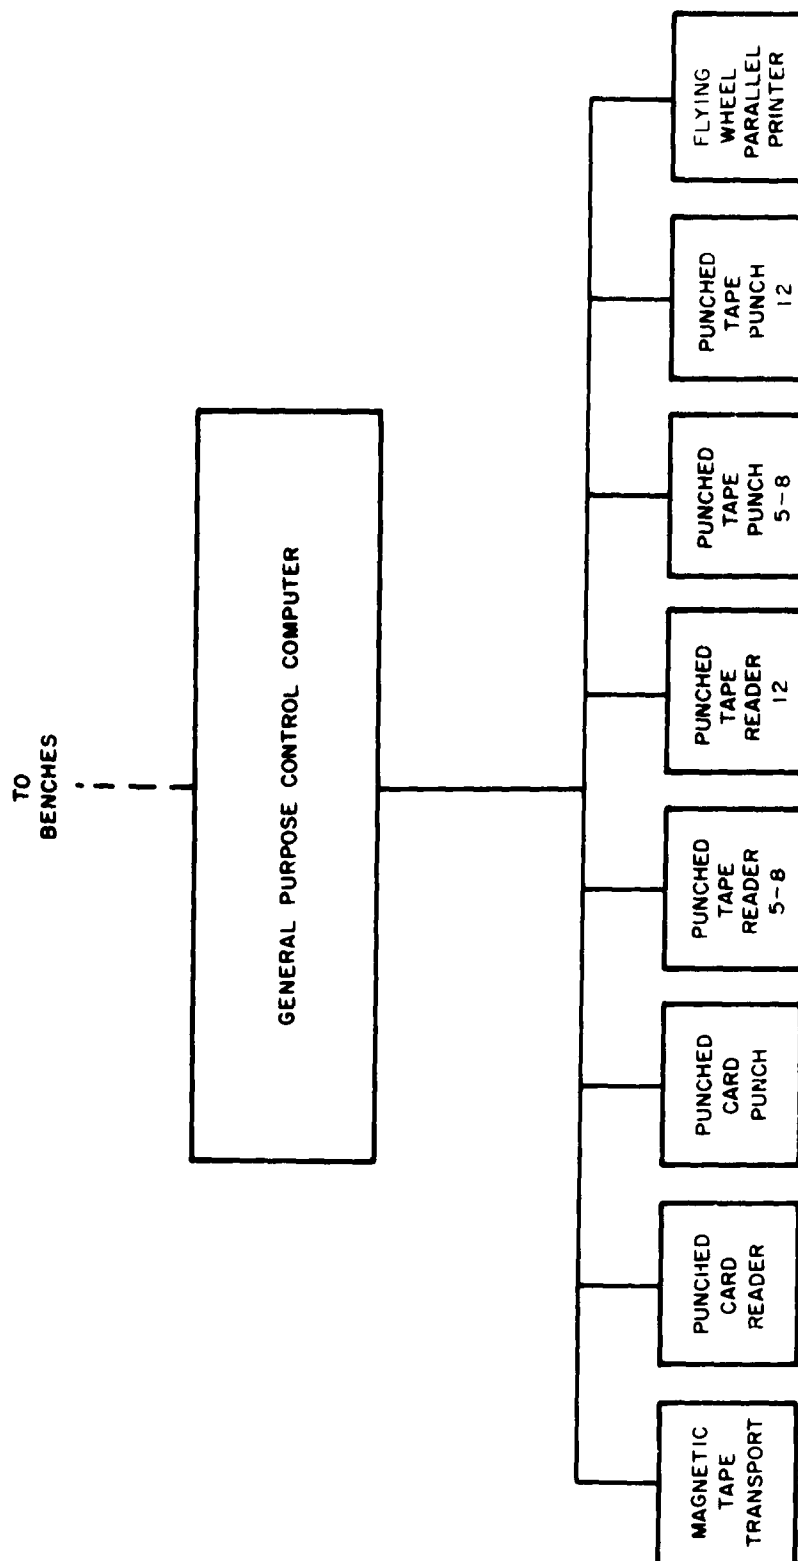 TO
BENCHES
GENERAL PURPOSE CONTROL COMPUTER
MAGNETIC
TAPE
TRANSPORT
PUNCHED
CARD
READER
PUNCHED
CARD
PUNCH
PUNCHED
TAPE
READER
5-8
PUNCHED
TAPE
READER
12
PUNCHED
TAPE
PUNCH
5-8
PUNCHED
TAPE
PUNCH
12
FLYING
WHEEL
PARALLEL
PRINTER